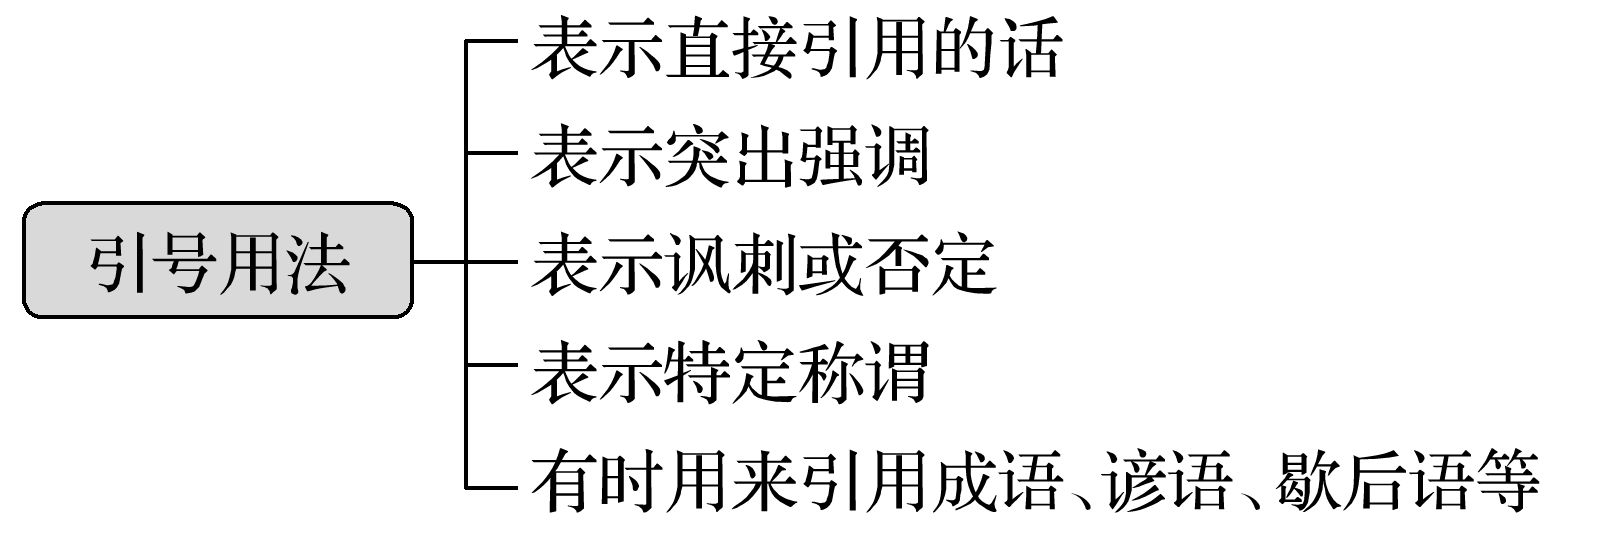 表示直接引用的话
表示突出强调
引号用法
表示讽刺或否定
表示特定称谓
有时用来引用成语、谚语、歇后语等